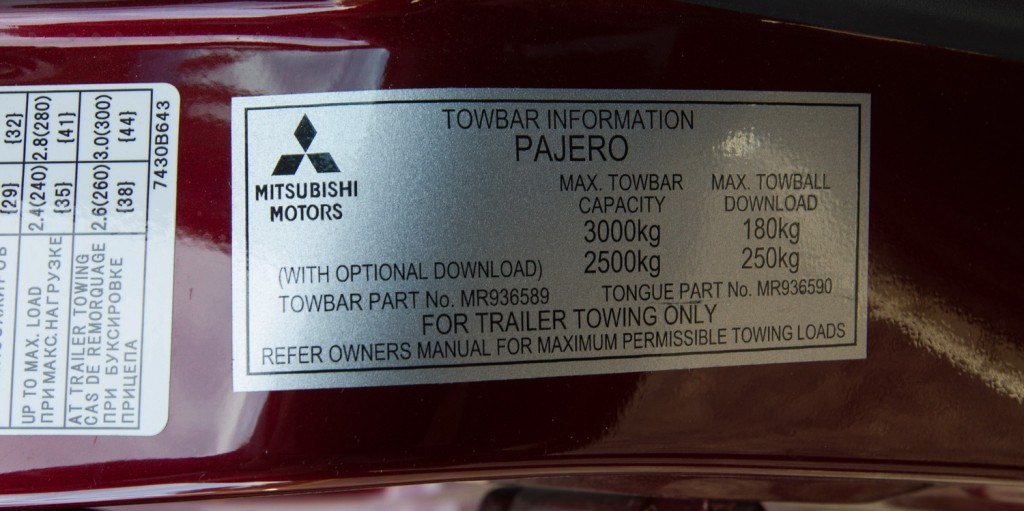 TOWBAR INFORMATION
PAJERO
MITSUBISHI
MOTORS
MAX. TOWBAR CAPACITY
MAX. TOWBALL DOWNLOAD
3000kg 180kg
(WITH OPTIONAL DOWNLOAD) 2500kg 250kg
TOWBAR PART No. MR936589 TONGUE PART No. MR936590
FOR TRAILER TOWING ONLY
REFER OWNERS MANUAL FOR MAXIMUM PERMISSIBLE TOWING LOADS
{29} {32}
UP TO MAX. LOAD 2.4(240) 2.8(280)
ПРИ МАКС. НАГРУЗКЕ {35} {41}
AT TRAILER TOWING
CAS DE REMORQUAGE 2.6(260) 3.0(300)
ПРИ БУКСИРОВКЕ {38} {44}
ПРИЦЕПА
7430B643